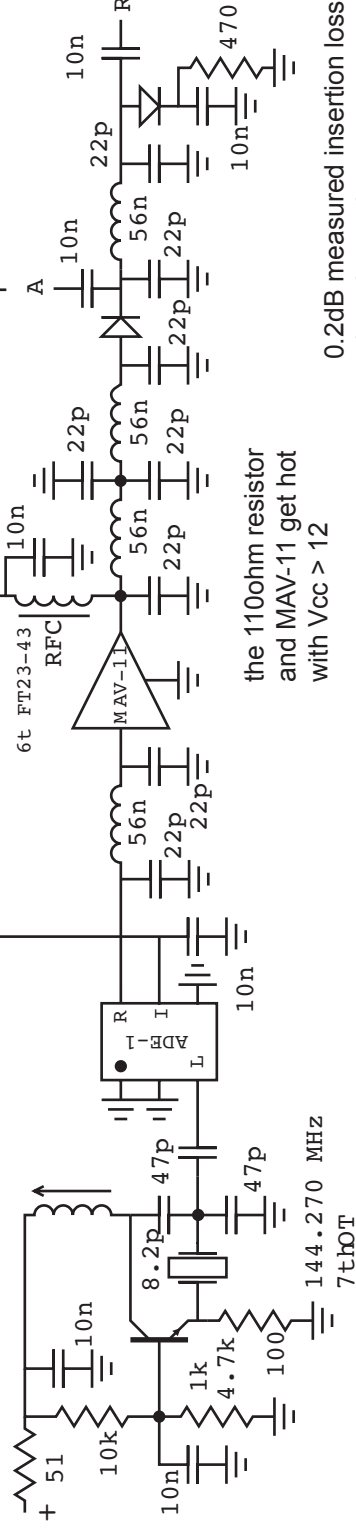 +
51
10n
10k
10n
1k
4.7k
100
8.2p
47p
47p
144.270 MHz
7thOT
R
I
L
ADE-1
10n
56n
22p
22p
MAV-11
6t FT23-43
RFC
10n
56n
22p
22p
22p
56n
22p
A
10n
22p
56n
22p
10n
10n
470
the 110ohm resistor
and MAV-11 get hot
with Vcc > 12
0.2dB measured insertion loss